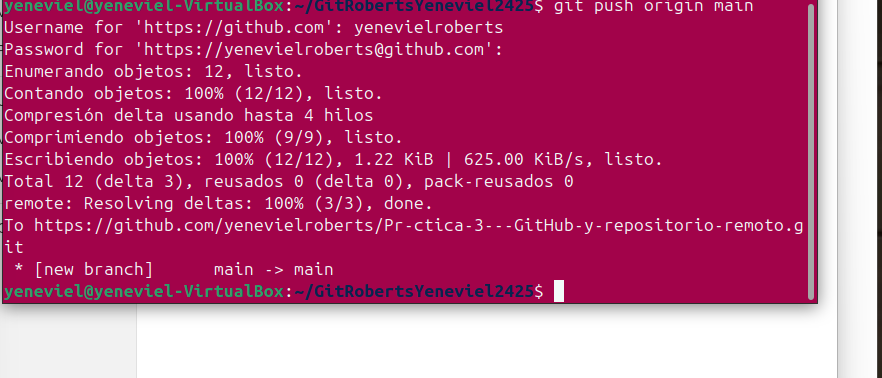 yeneviel@yeneviel-VirtualBox:~/GitRobertsYeneviel2425$ git push origin main
Username for 'https://github.com': yenevielroberts
Password for 'https://yenevielroberts@github.com':
Enumerando objetos: 12, listo.
Contando objetos: 100% (12/12), listo.
Compresión delta usando hasta 4 hilos
Comprimiendo objetos: 100% (9/9), listo.
Escribiendo objetos: 100% (12/12), 1.22 KiB | 625.00 KiB/s, listo.
Total 12 (delta 3), reusados 0 (delta 0), pack-reusados 0
remote: Resolving deltas: 100% (3/3), done.
To https://github.com/yenevielroberts/Pr-ctica-3---GitHub-y-repositorio-remoto.g
it
 * [new branch]      main -> main
yeneviel@yeneviel-VirtualBox:~/GitRobertsYeneviel2425$